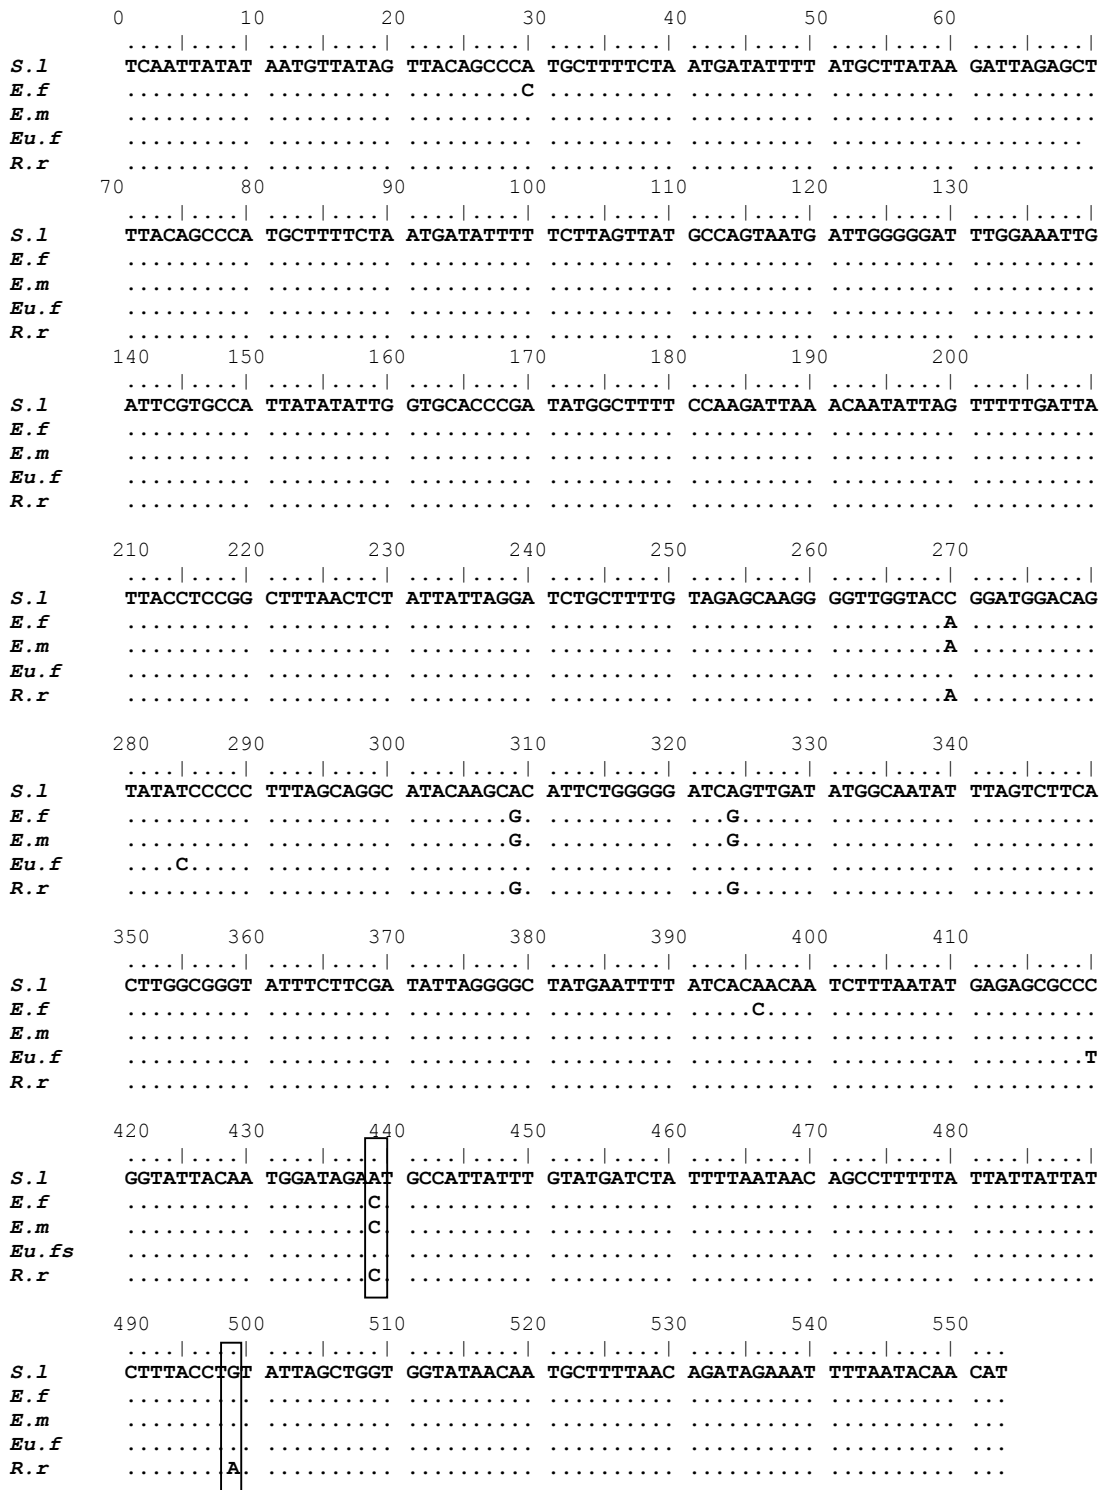 0 10 20 30 40 50 60
....|....| ....|....| ....|....| ....|....| ....|....| ....|....| ....|....|
S.l TCAATTATAT AATGTTATAG TTACAGCCCA TGCTTTTCTA ATGATATTTT ATGCTTATAA GATTAGAGCT
E.f .......... .......... .........C .......... .......... .......... ..........
E.m .......... .......... .......... .......... .......... .......... ..........
Eu.f .......... .......... .......... .......... .......... ....................
R.r .......... .......... .......... .......... .......... .......... ..........
70 80 90 100 110 120 130
....|....| ....|....| ....|....| ....|....| ....|....| ....|....| ....|....|
S.l TTACAGCCCA TGCTTTTCTA ATGATATTTT TCTTAGTTAT GCCAGTAATG ATTGGGGGAT TTGGAAATTG
E.f .......... .......... .......... .......... .......... .......... ..........
E.m .......... .......... .......... .......... .......... .......... ..........
Eu.f .......... .......... .......... .......... .......... .......... ..........
R.r .......... .......... .......... .......... .......... .......... ..........
140 150 160 170 180 190 200
....|....| ....|....| ....|....| ....|....| ....|....| ....|....| ....|....|
S.l ATTCGTGCCA TTATATATTG GTGCACCCGA TATGGCTTTT CCAAGATTAA ACAATATTAG TTTTTGATTA
E.f .......... .......... .......... .......... .......... .......... ..........
E.m .......... .......... .......... .......... .......... .......... ..........
Eu.f .......... .......... .......... .......... .......... .......... ..........
R.r .......... .......... .......... .......... .......... .......... ..........
210 220 230 240 250 260 270
....|....| ....|....| ....|....| ....|....| ....|....| ....|....| ....|....|
S.l TTACCTCCGG CTTTAACTCT ATTATTAGGA TCTGCTTTTG TAGAGCAAGG GGTTGGTACC GGATGGACAG
E.f .......... .......... .......... .......... .......... .........A ..........
E.m .......... .......... .......... .......... .......... .........A ..........
Eu.f .......... .......... .......... .......... .......... .......... ..........
R.r .......... .......... .......... .......... .......... .........A ..........
280 290 300 310 320 330 340
....|....| ....|....| ....|....| ....|....| ....|....| ....|....| ....|....|
S.l TATATCCCCC TTTAGCAGGC ATACAAGCAC ATTCTGGGGG ATCAGTTGAT ATGGCAATAT TTAGTCTTCA
E.f .......... .......... ........G. .......... ...G...... .......... ..........
E.m .......... .......... ........G. .......... ...G...... .......... ..........
Eu.f ....C..... .......... .......... .......... .......... .......... ..........
R.r .......... .......... ........G. .......... ...G...... .......... ..........
350 360 370 380 390 400 410
....|....| ....|....| ....|....| ....|....| ....|....| ....|....| ....|....|
S.l CTTGGCGGGT ATTTCTTCGA TATTAGGGGC TATGAATTTT ATCACAACAA TCTTTAATAT GAGAGCGCCC
E.f .......... .......... .......... .......... .....C.... .......... ..........
E.m .......... .......... .......... .......... .......... .......... ..........
Eu.f .......... .......... .......... .......... .......... .......... .........T
R.r .......... .......... .......... .......... .......... .......... ..........
420 430 440 450 460 470 480
....|....| ....|....| ....|....| ....|....| ....|....| ....|....| ....|....|
S.l GGTATTACAA TGGATAGAAT GCCATTATTT GTATGATCTA TTTTAATAAC AGCCTTTTTA TTATTATTAT
E.f .......... ........C. .......... .......... .......... .......... ..........
E.m .......... ........C. .......... .......... .......... .......... ..........
Eu.fs .......... .......... .......... .......... .......... .......... ..........
R.r .......... ........C. .......... .......... .......... .......... ..........
490 500 510 520 530 540 550
....|....| ....|....| ....|....| ....|....| ....|....| ....|....| ...
S.l CTTTACCTGT ATTAGCTGGT GGTATAACAA TGCTTTTAAC AGATAGAAAT TTTAATACAA CAT
E.f .......... .......... .......... .......... .......... .......... ...
E.m .......... .......... .......... .......... .......... .......... ...
Eu.f .......... .......... .......... .......... .......... .......... ...
R.r ........A. .......... .......... .......... .......... .......... ...